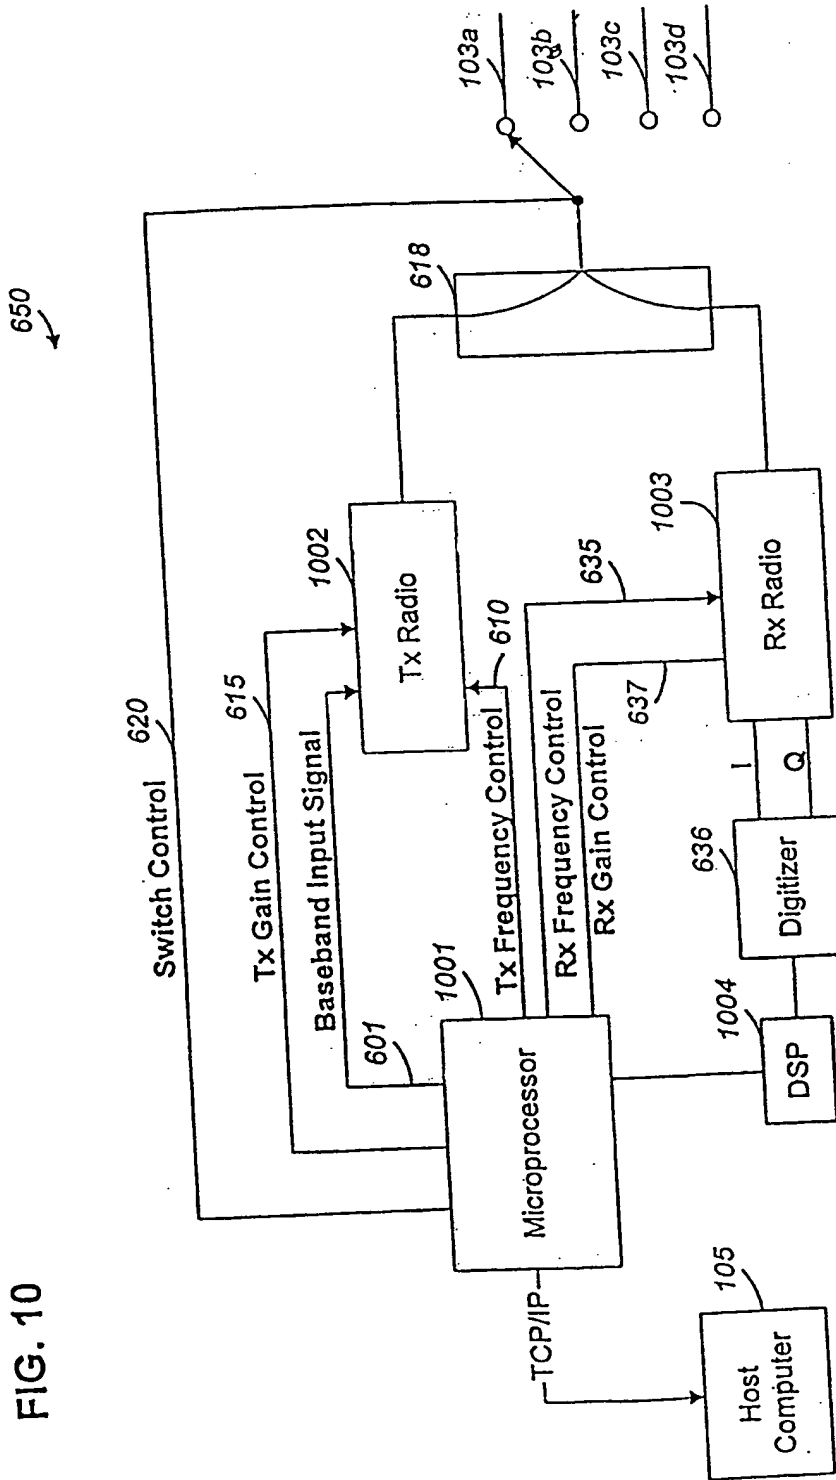 FIG. 10
650
Switch Control
620
Tx Gain Control
615
Baseband Input Signal
601
Tx Frequency Control
610
Rx Frequency Control
635
Rx Gain Control
637
Microprocessor
1001
Tx Radio
1002
Rx Radio
1003
618
103a
103b
103c
103d
I
Q
Digitizer
636
DSP
1004
TCP/IP
Host
Computer
105